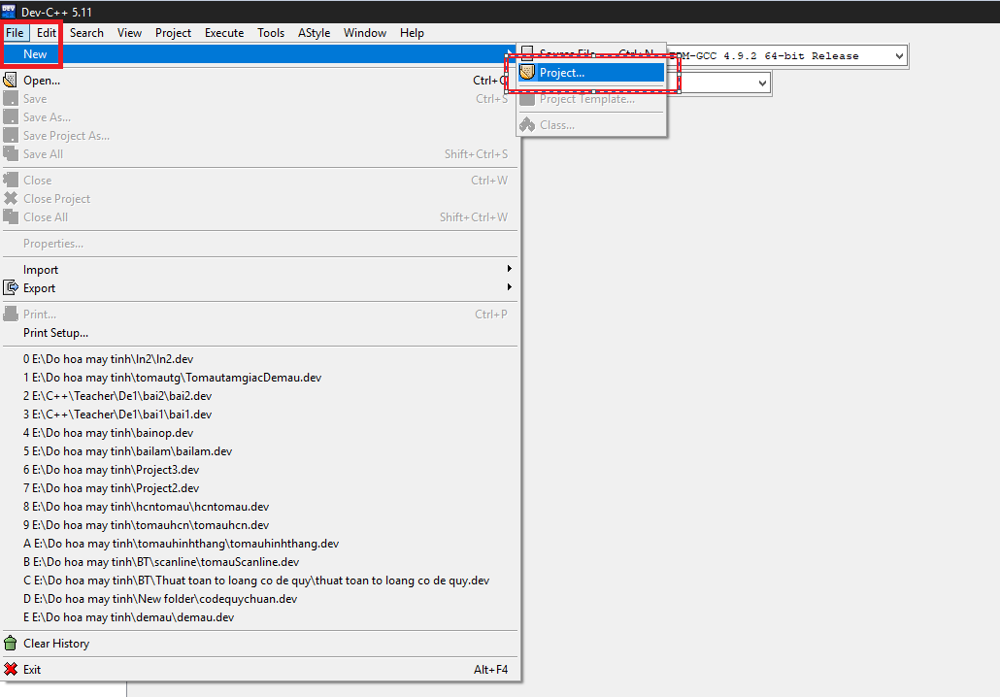 Dev-C++ 5.11
File Edit Search View Project Execute Tools AStyle Window Help
New
Source File Ctrl+N
Project...
Project Template...
Class...
GCC 4.9.2 64-bit Release
Open...
Save Ctrl+S
Save As...
Save Project As...
Save All Shift+Ctrl+S
Close Ctrl+W
Close Project
Close All Shift+Ctrl+W
Properties...
Import
Export
Print... Ctrl+P
Print Setup...
0 E:\Do hoa may tinh\ln2\ln2.dev
1 E:\Do hoa may tinh\tomautg\TomautamgiacDemau.dev
2 E:\C++\Teacher\De1\bai2\bai2.dev
3 E:\C++\Teacher\De1\bai1\bai1.dev
4 E:\Do hoa may tinh\bainop.dev
5 E:\Do hoa may tinh\bailam\bailam.dev
6 E:\Do hoa may tinh\Project3.dev
7 E:\Do hoa may tinh\Project2.dev
8 E:\Do hoa may tinh\hcntomau\hcntomau.dev
9 E:\Do hoa may tinh\tomauhcn\tomauhcn.dev
A E:\Do hoa may tinh\tomauhinhthang\tomauhinhthang.dev
B E:\Do hoa may tinh\BT\scanline\tomauScanline.dev
C E:\Do hoa may tinh\BT\Thuat toan to loang co de quy\thuat toan to loang co de quy.dev
D E:\Do hoa may tinh\New folder\codequychuan.dev
E E:\Do hoa may tinh\demau\demau.dev
Clear History
Exit Alt+F4